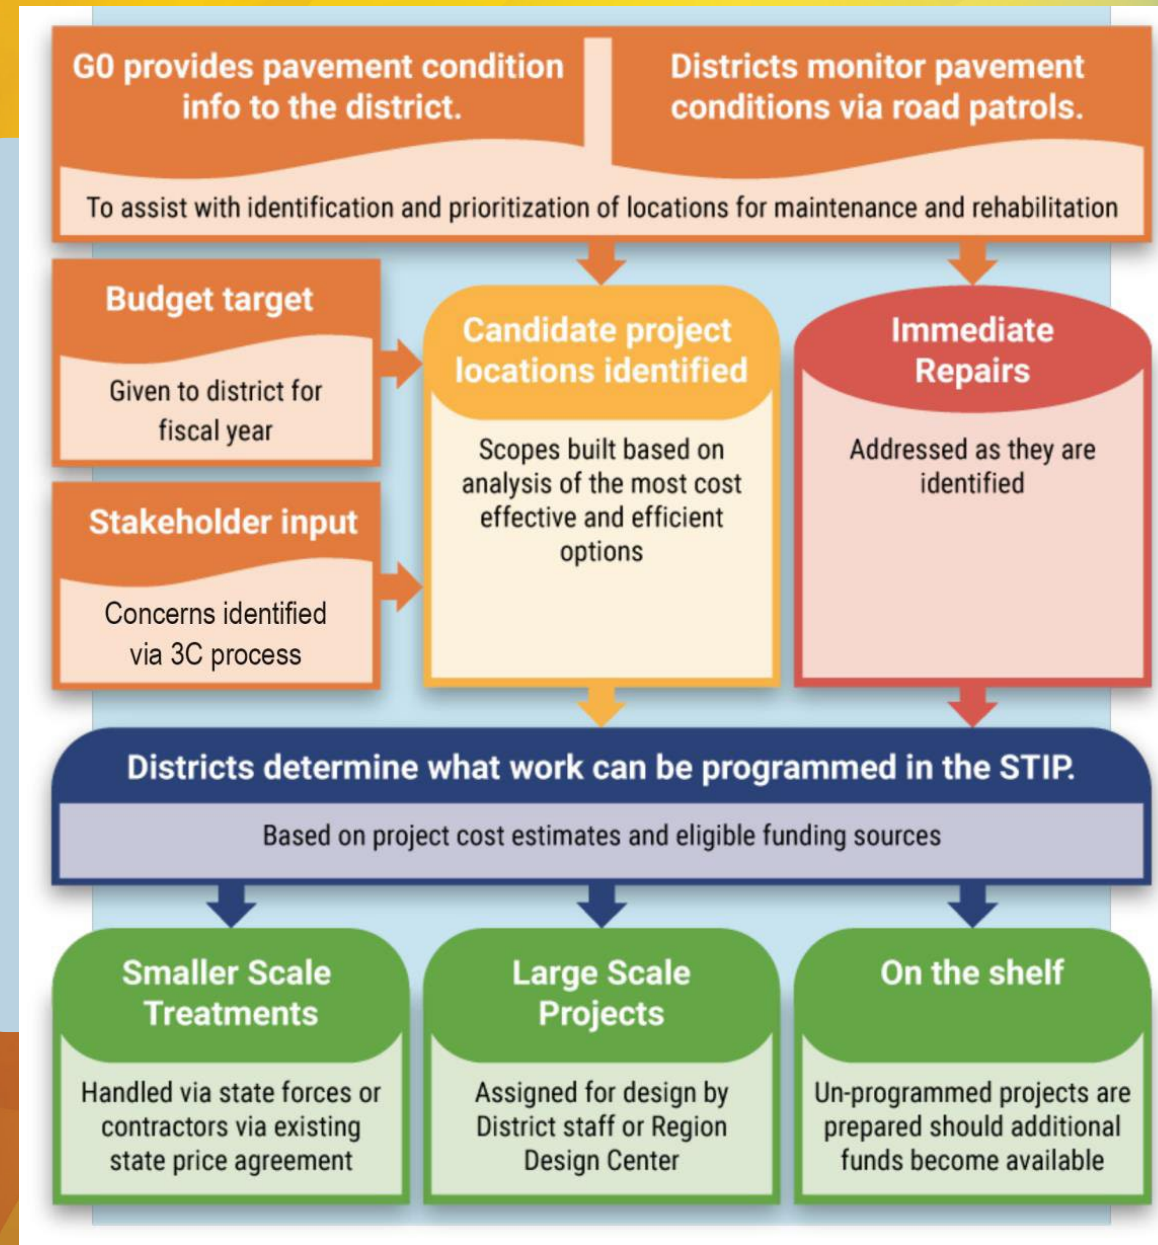 G0 provides pavement condition
info to the district.
Districts monitor pavement
conditions via road patrols.
To assist with identification and prioritization of locations for maintenance and rehabilitation
Budget target
Given to district for
fiscal year
Stakeholder input
Concerns identified
via 3C process
Candidate project
locations identified
Scopes built based on
analysis of the most cost
effective and efficient
options
Immediate
Repairs
Addressed as they are
identified
Districts determine what work can be programmed in the STIP.
Based on project cost estimates and eligible funding sources
Smaller Scale
Treatments
Handled via state forces or
contractors via existing
state price agreement
Large Scale
Projects
Assigned for design by
District staff or Region
Design Center
On the shelf
Un-programmed projects are
prepared should additional
funds become available